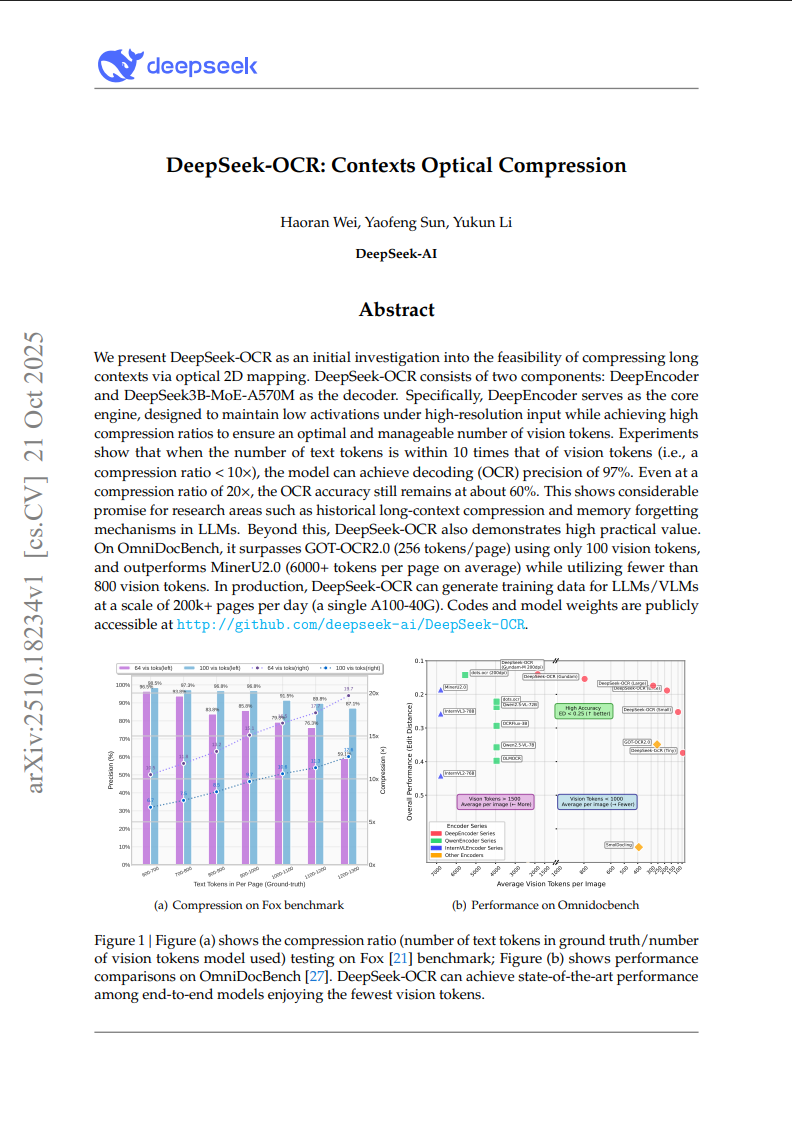 deepseek
DeepSeek-OCR: Contexts Optical Compression
Haoran Wei, Yaofeng Sun, Yukun Li
DeepSeek-AI
Abstract
We present DeepSeek-OCR as an initial investigation into the feasibility of compressing long
contexts via optical 2D mapping. DeepSeek-OCR consists of two components: DeepEncoder
and DeepSeek3B-MoE-A570M as the decoder. Specifically, DeepEncoder serves as the core
engine, designed to maintain low activations under high-resolution input while achieving high
compression ratios to ensure an optimal and manageable number of vision tokens. Experiments
show that when the number of text tokens is within 10 times that of vision tokens (i.e., a
compression ratio < 10×), the model can achieve decoding (OCR) precision of 97%. Even at a
compression ratio of 20×, the OCR accuracy still remains at about 60%. This shows considerable
promise for research areas such as historical long-context compression and memory forgetting
mechanisms in LLMs. Beyond this, DeepSeek-OCR also demonstrates high practical value.
On OmniDocBench, it surpasses GOT-OCR2.0 (256 tokens/page) using only 100 vision tokens,
and outperforms MinerU2.0 (6000+ tokens per page on average) while utilizing fewer than
800 vision tokens. In production, DeepSeek-OCR can generate training data for LLMs/VLMs
at a scale of 200k+ pages per day (a single A100-40G). Codes and model weights are publicly
accessible at http://github.com/deepseek-ai/DeepSeek-OCR.
arXiv:2510.18234v1 [cs.CV] 21 Oct 2025
64 vis toks(left) 100 vis toks(left) 64 vis toks(right) 100 vis toks(right)
Precision (%)
100%
90%
80%
70%
60%
50%
40%
30%
20%
10%
0%
96.5% 98.5% 93.8% 97.3% 83.8% 96.8% 85.8% 96.8% 91.5% 76.3% 89.8% 87.1%
19.7
20x
15x
10x
5x
0x
Compression (×)
600-700 700-800 800-900 900-1000 1000-1100 1100-1200 1200-1300
Text Tokens in Per Page (Ground-truth)
(a) Compression on Fox benchmark
Overall Performance (Edit Distance)
0.1
0.2
0.3
0.4
0.5
DeepSeek-OCR
(Gundam-M 200dpi)
dots.ocr (200dpi)
DeepSeek-OCR (Gundam)
DeepSeek-OCR (Large)
MinerU2.0
dots.ocr
Qwen2.5-VL-72B
InternVL3-78B
DeepSeek-OCR (Small)
High Accuracy
ED < 0.25 (↑ better)
OCRFlux-3B
GOT-OCR2.0
Qwen2.5-VL-7B
DeepSeek-OCR (Tiny)
OLMOCR
InternVL2-76B
Vison Tokens > 1500
Average per image (← More)
Vision Tokens < 1000
Average per image (→ Fewer)
Encoder Series
DeepEncoder Series
QwenEncoder Series
InternVLEncoder Series
Other Encoders
SmolDocling
7000 6000 5000 4000 3000 2000 1500 1000 800 600 500 400
Average Vision Tokens per Image
(b) Performance on Omnidocbench
Figure 1 | Figure (a) shows the compression ratio (number of text tokens in ground truth/number
of vision tokens model used) testing on Fox [21] benchmark; Figure (b) shows performance
comparisons on OmniDocBench [27]. DeepSeek-OCR can achieve state-of-the-art performance
among end-to-end models enjoying the fewest vision tokens.